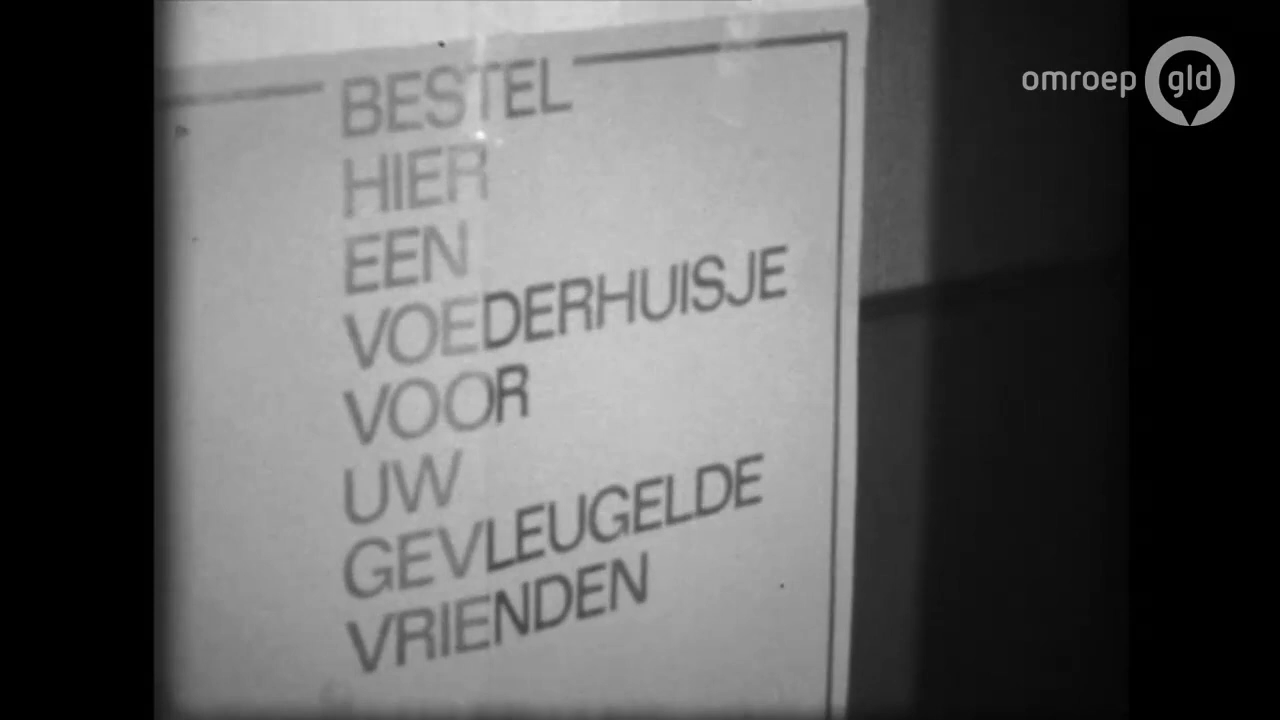 omroep gld
BESTEL
HIER
EEN
VOEDERHUISJE
VOOR
UW
GEVLEUGELDE
VRIENDEN